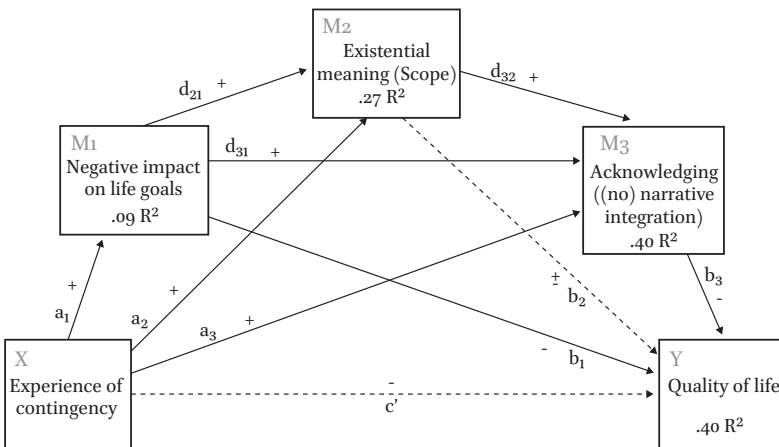 M2
Existential
meaning (Scope)
.27 R²
d21 +
d32 +
M1
Negative impact
on life goals
.09 R²
d31 +
M3
Acknowledging
((no) narrative
integration)
.40 R²
+
a1
+
a2
a3 +
±
b2
-
b1
b3
-
X
Experience of
contingency
-
c'
Y
Quality of life
.40 R²